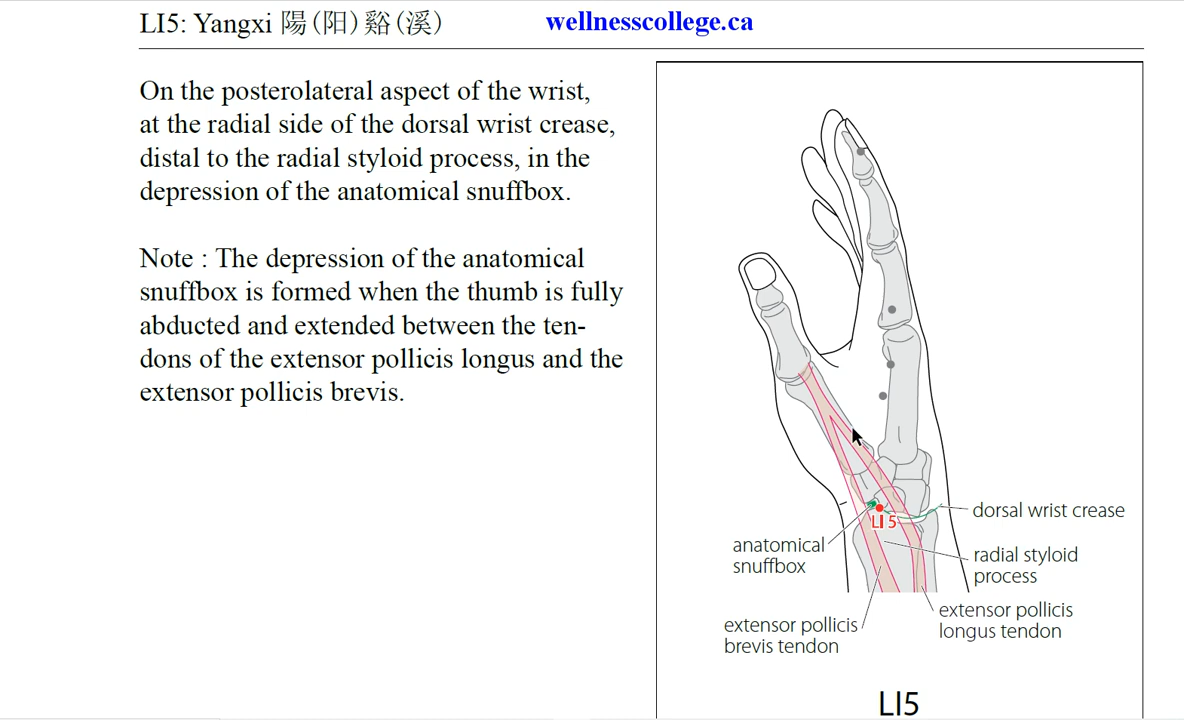 LI5: Yangxi 陽(阳)谿(溪)
wellnesscollege.ca
On the posterolateral aspect of the wrist,
at the radial side of the dorsal wrist crease,
distal to the radial styloid process, in the
depression of the anatomical snuffbox.
Note : The depression of the anatomical
snuffbox is formed when the thumb is fully
abducted and extended between the ten-
dons of the extensor pollicis longus and the
extensor pollicis brevis.
dorsal wrist crease
LI 5
anatomical
snuffbox
radial styloid
process
extensor pollicis
longus tendon
extensor pollicis
brevis tendon
LI5